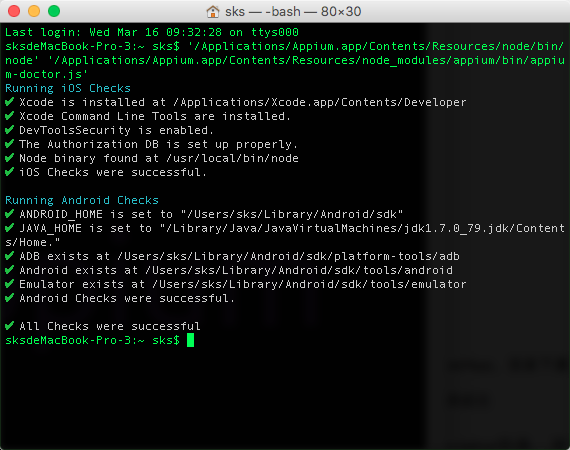 sks — -bash — 80×30
Last login: Wed Mar 16 09:32:28 on ttys000
sksdeMacBook-Pro-3:~ sks$ '/Applications/Appium.app/Contents/Resources/node/bin/
node' '/Applications/Appium.app/Contents/Resources/node_modules/appium/bin/appiu
m-doctor.js'
Running iOS Checks
✔ Xcode is installed at /Applications/Xcode.app/Contents/Developer
✔ Xcode Command Line Tools are installed.
✔ DevToolsSecurity is enabled.
✔ The Authorization DB is set up properly.
✔ Node binary found at /usr/local/bin/node
✔ iOS Checks were successful.
Running Android Checks
✔ ANDROID_HOME is set to "/Users/sks/Library/Android/sdk"
✔ JAVA_HOME is set to "/Library/Java/JavaVirtualMachines/jdk1.7.0_79.jdk/Content
s/Home."
✔ ADB exists at /Users/sks/Library/Android/sdk/platform-tools/adb
✔ Android exists at /Users/sks/Library/Android/sdk/tools/android
✔ Emulator exists at /Users/sks/Library/Android/sdk/tools/emulator
✔ Android Checks were successful.
✔ All Checks were successful
sksdeMacBook-Pro-3:~ sks$